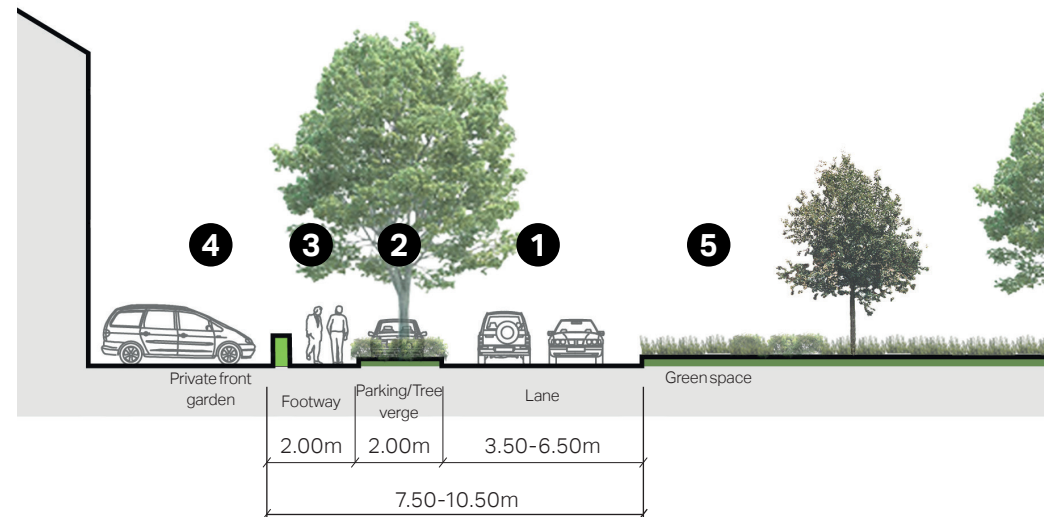 4
3
2
1
5
Private front
garden
Footway
Parking/Tree
verge
Lane
Green space
2.00m
2.00m
3.50-6.50m
7.50-10.50m